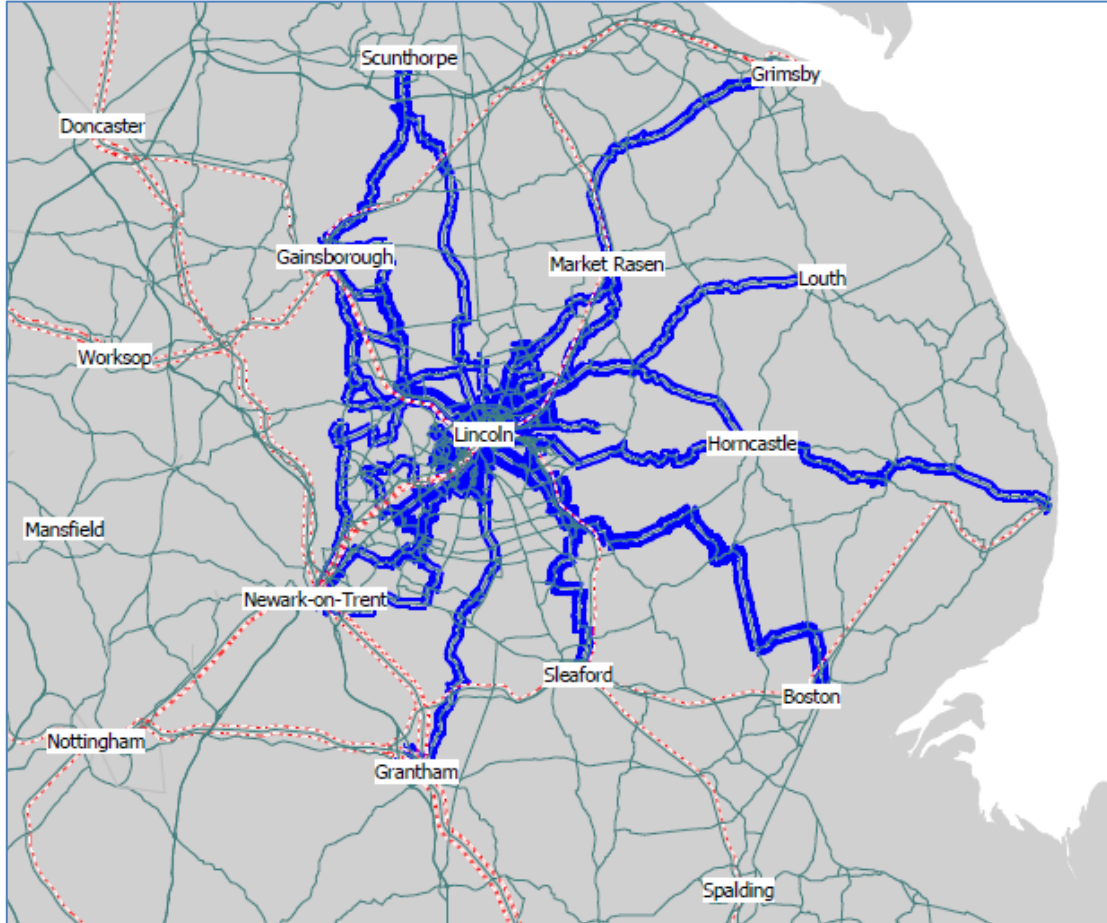 Scunthorpe
Grimsby
Doncaster
Gainsborough
Market Rasen
Louth
Worksop
Lincoln
Horncastle
Mansfield
Newark-on-Trent
Sleaford
Boston
Nottingham
Grantham
Spalding